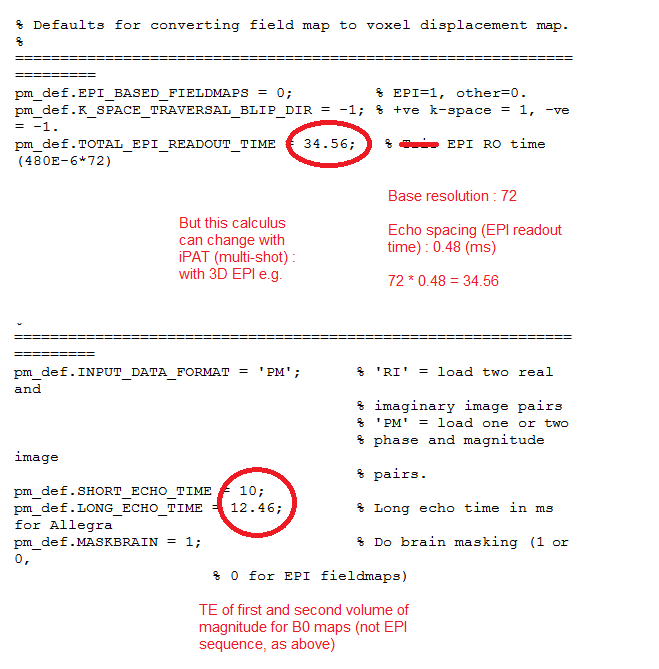 % Defaults for converting field map to voxel displacement map.
%
==============================================================
=========
pm_def.EPI_BASED_FIELDMAPS = 0; % EPI=1, other=0.
pm_def.K_SPACE_TRAVERSAL_BLIP_DIR = -1; % +ve k-space = 1, -ve
= -1.
pm_def.TOTAL_EPI_READOUT_TIME = 34.56; % EPI RO time
(480E-6*72)
Base resolution : 72
But this calculus
can change with
iPAT (multi-shot) :
with 3D EPI e.g.
Echo spacing (EPI readout
time) : 0.48 (ms)
72 * 0.48 = 34.56
==============================================================
=========
pm_def.INPUT_DATA_FORMAT = 'PM'; % 'RI' = load two real
and
% imaginary image pairs
% 'PM' = load one or two
% phase and magnitude
image
% pairs.
pm_def.SHORT_ECHO_TIME = 10;
pm_def.LONG_ECHO_TIME = 12.46; % Long echo time in ms
for Allegra
pm_def.MASKBRAIN = 1; % Do brain masking (1 or
0,
% 0 for EPI fieldmaps)
TE of first and second volume of
magnitude for B0 maps (not EPI
sequence, as above)